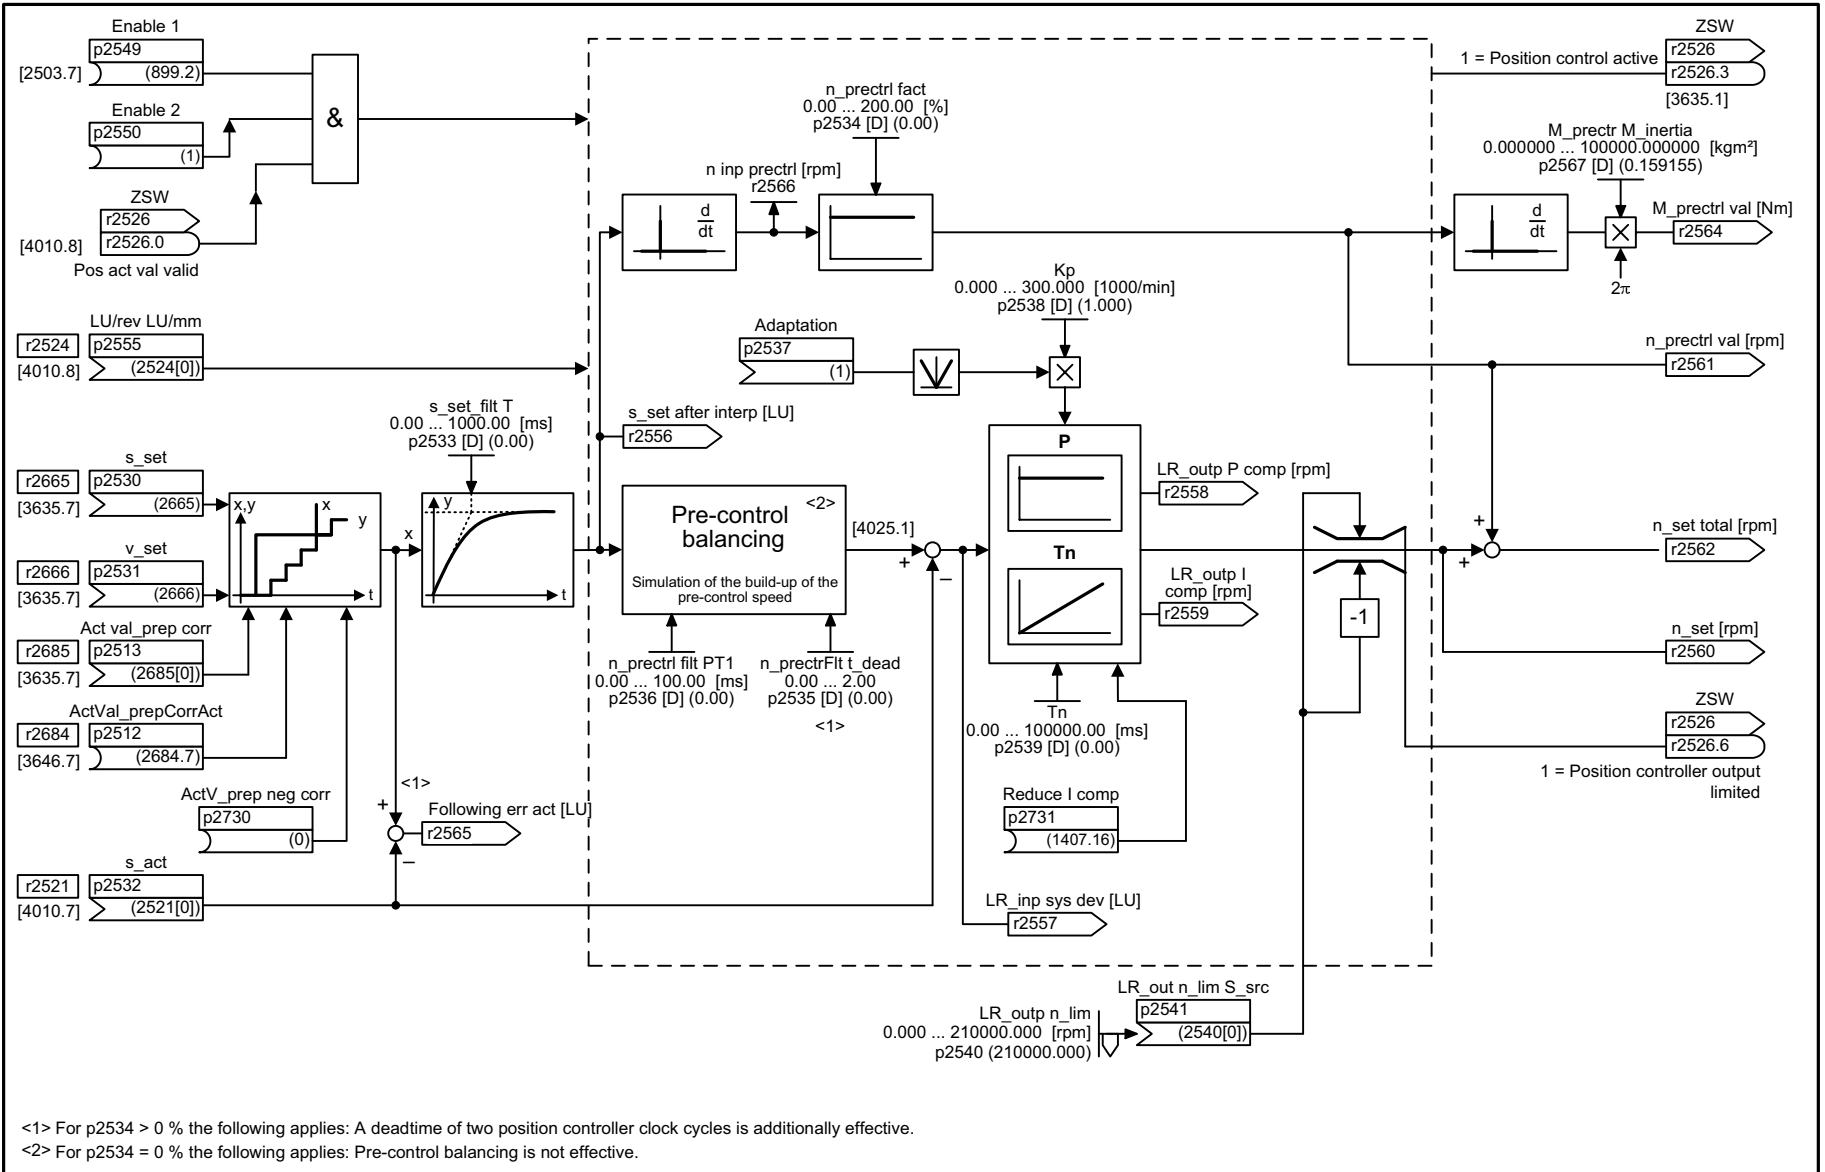 Enable 1
p2549
[2503.7]
(899.2)
Enable 2
p2550
(1)
ZSW
r2526
[4010.8]
r2526.0
Pos act val valid
&
LU/rev LU/mm
r2524
p2555
[4010.8]
(2524[0])
s_set
r2665
p2530
[3635.7]
(2665)
v_set
r2666
p2531
[3635.7]
(2666)
Act val_prep corr
r2685
p2513
[3635.7]
(2685[0])
ActVal_prepCorrAct
r2684
p2512
[3646.7]
(2684.7)
ActV_prep neg corr
p2730
(0)
s_act
r2521
p2532
[4010.7]
(2521[0])
x,y
x
y
t
x
s_set_filt T
0.00 ... 1000.00 [ms]
p2533 [D] (0.00)
y
t
<1>
+
–
Following err act [LU]
r2565
n_prectrl fact
0.00 ... 200.00 [%]
p2534 [D] (0.00)
n inp prectrl [rpm]
r2566
d
dt
s_set after interp [LU]
r2556
Adaptation
p2537
(1)
Kp
0.000 ... 300.000 [1000/min]
p2538 [D] (1.000)
<2>
Pre-control
balancing
Simulation of the build-up of the
pre-control speed
[4025.1]
+
–
n_prectrl filt PT1
0.00 ... 100.00 [ms]
p2536 [D] (0.00)
n_prectrFlt t_dead
0.00 ... 2.00
p2535 [D] (0.00)
<1>
P
Tn
LR_outp P comp [rpm]
r2558
LR_outp I
comp [rpm]
r2559
Tn
0.00 ... 100000.00 [ms]
p2539 [D] (0.00)
Reduce I comp
p2731
(1407.16)
LR_inp sys dev [LU]
r2557
LR_outp n_lim
0.000 ... 210000.000 [rpm]
p2540 (210000.000)
LR_out n_lim S_src
p2541
(2540[0])
-1
ZSW
1 = Position control active
r2526
r2526.3
[3635.1]
M_prectr M_inertia
0.000000 ... 100000.000000 [kgm²]
p2567 [D] (0.159155)
d
dt
2π
M_prectrl val [Nm]
r2564
n_prectrl val [rpm]
r2561
+
+
n_set total [rpm]
r2562
n_set [rpm]
r2560
ZSW
r2526
r2526.6
1 = Position controller output
limited
<1> For p2534 > 0 % the following applies: A deadtime of two position controller clock cycles is additionally effective.
<2> For p2534 = 0 % the following applies: Pre-control balancing is not effective.